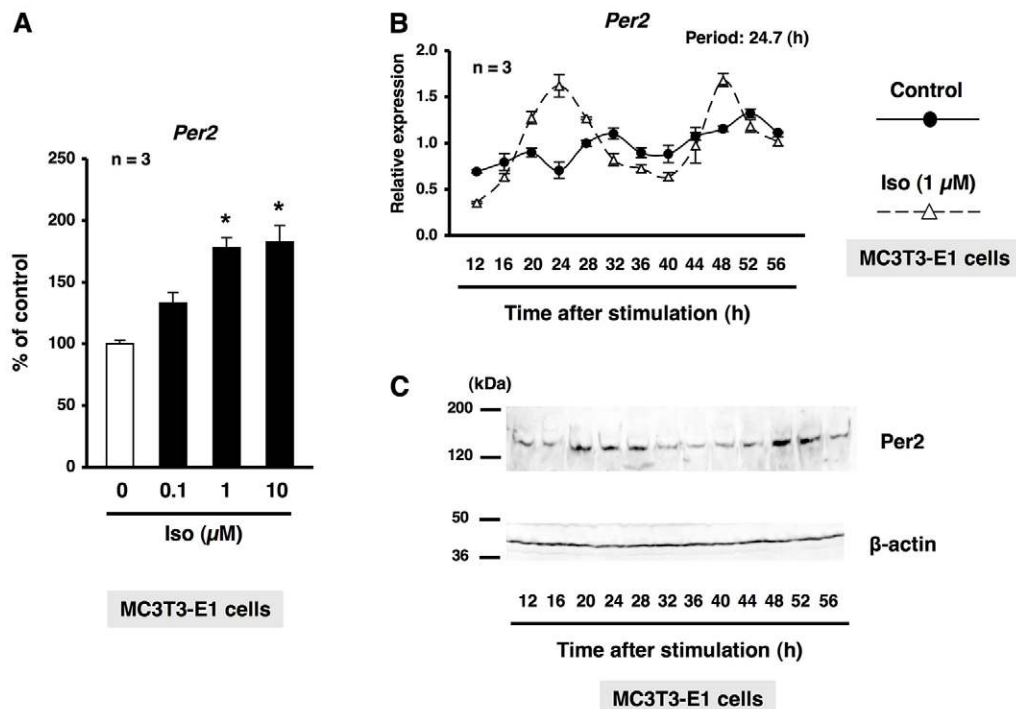 A
Per2
n = 3
% of control
250
200
150
100
50
0
*
*
0 0.1 1 10
Iso (µM)
MC3T3-E1 cells
B
Per2
Period: 24.7 (h)
n = 3
Relative expression
2.0
1.5
1.0
0.5
0.0
12 16 20 24 28 32 36 40 44 48 52 56
Time after stimulation (h)
Control
Iso (1 µM)
MC3T3-E1 cells
C
(kDa)
200
120
Per2
50
36
β-actin
12 16 20 24 28 32 36 40 44 48 52 56
Time after stimulation (h)
MC3T3-E1 cells